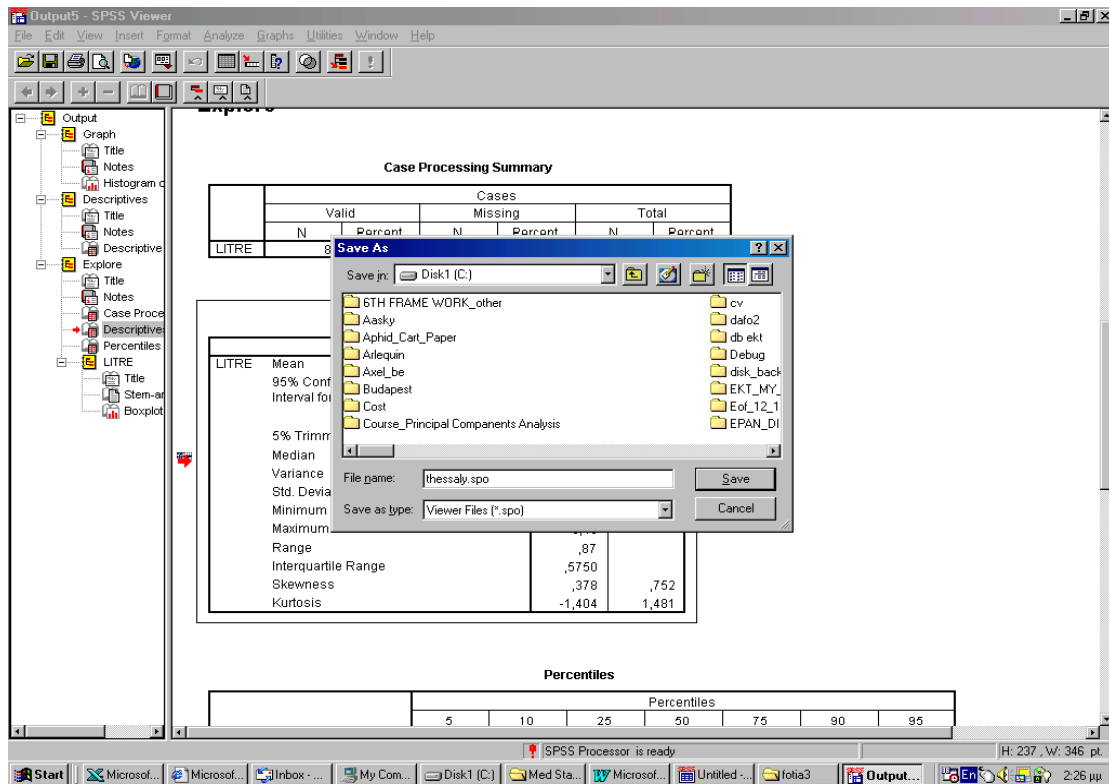 Output5 - SPSS Viewer
File Edit View Insert Format Analyze Graphs Utilities Window Help
Output
Graph
Title
Notes
Histogram
Descriptives
Title
Notes
Descriptive
Explore
Title
Notes
Case Proce
Descriptive
Percentiles
LITRE
Title
Stem-ar
Boxplot
Explore
Case Processing Summary
Cases
Valid Missing Total
N Percent N Percent N Percent
LITRE 8
LITRE Mean
95% Conf
Interval for
5% Trimm
Median
Variance
Std. Devia
Minimum
Maximum
Range ,87
Interquartile Range ,5750
Skewness ,378 ,752
Kurtosis -1,404 1,481
Percentiles
Percentiles
5 10 25 50 75 90 95
Save As
Save in: Disk1 (C:)
6TH FRAME WORK_other
Aasky
Aphid_Cart_Paper
Arlequin
Axel_be
Budapest
Cost
Course_Principal Companents Analysis
cv
dafo2
db ekt
Debug
disk_back
EKT_MY_
Eof_12_1
EPAN_DI
File name: thessaly.spo Save
Save as type: Viewer Files (*.spo) Cancel
SPSS Processor is ready H: 237 , W: 346 pt.
Start Microsof... Microsof... Inbox - ... My Com... Disk1 (C:) Med Sta... Microsof... Untitled -... fotia3 Output... En 2:26 μμ